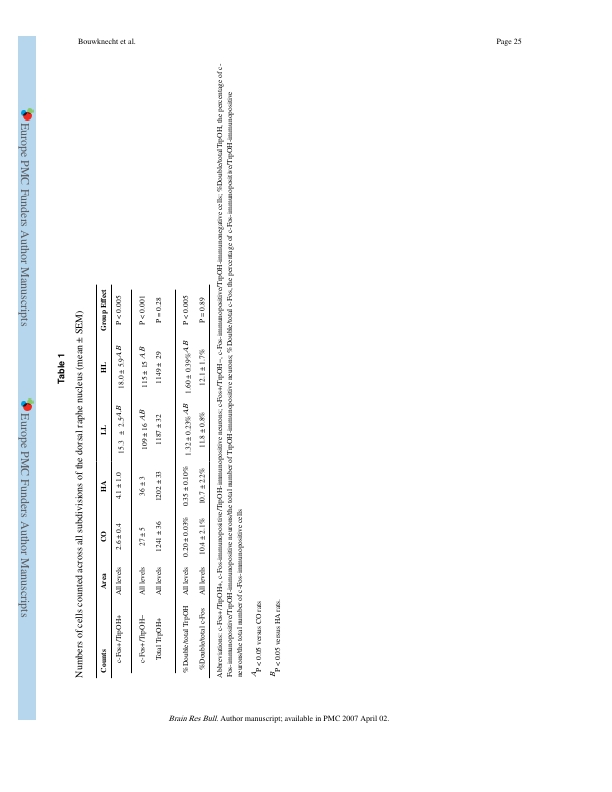 Bouwknecht et al.
Page 25
Europe PMC Funders Author Manuscripts
Europe PMC Funders Author Manuscripts
Table 1
Numbers of cells counted across all subdivisions of the dorsal raphe nucleus (mean ± SEM)
Counts Area CO HA LL HL Group Effect
c-Fos+/TrpOH+ All levels 2.6 ± 0.4 4.1 ± 1.0 15.3 ± 2.5A,B 18.0 ± 5.9A,B P < 0.005
c-Fos+/TrpOH− All levels 27 ± 5 36 ± 3 109 ± 16 A,B 115 ± 15 A,B P < 0.001
Total TrpOH+ All levels 1241 ± 36 1202 ± 33 1187 ± 32 1149 ± 29 P = 0.28
%Double/total TrpOH All levels 0.20 ± 0.03% 0.35 ± 0.10% 1.32 ± 0.23% A,B 1.60 ± 0.39% A,B P < 0.005
%Double/total c-Fos All levels 10.4 ± 2.1% 10.7 ± 2.2% 11.8 ± 0.8% 12.1 ± 1.7% P = 0.89
Abbreviations: c-Fos+/TrpOH+, c-Fos-immunopositive/TrpOH-immunopositive neurons; c-Fos+/TrpOH−, c-Fos-immunopositive/TrpOH-immunonegative cells; %Double/total TrpOH, the percentage of c-
Fos-immunopositive/TrpOH-immunopositive neurons/the total number of TrpOH-immunopositive neurons; %Double/total c-Fos, the percentage of c-Fos-immunopositive/TrpOH-immunopositive
neurons/the total number of c-Fos-immunopositive cells
A P < 0.05 versus CO rats
B P < 0.05 versus HA rats.
Brain Res Bull. Author manuscript; available in PMC 2007 April 02.